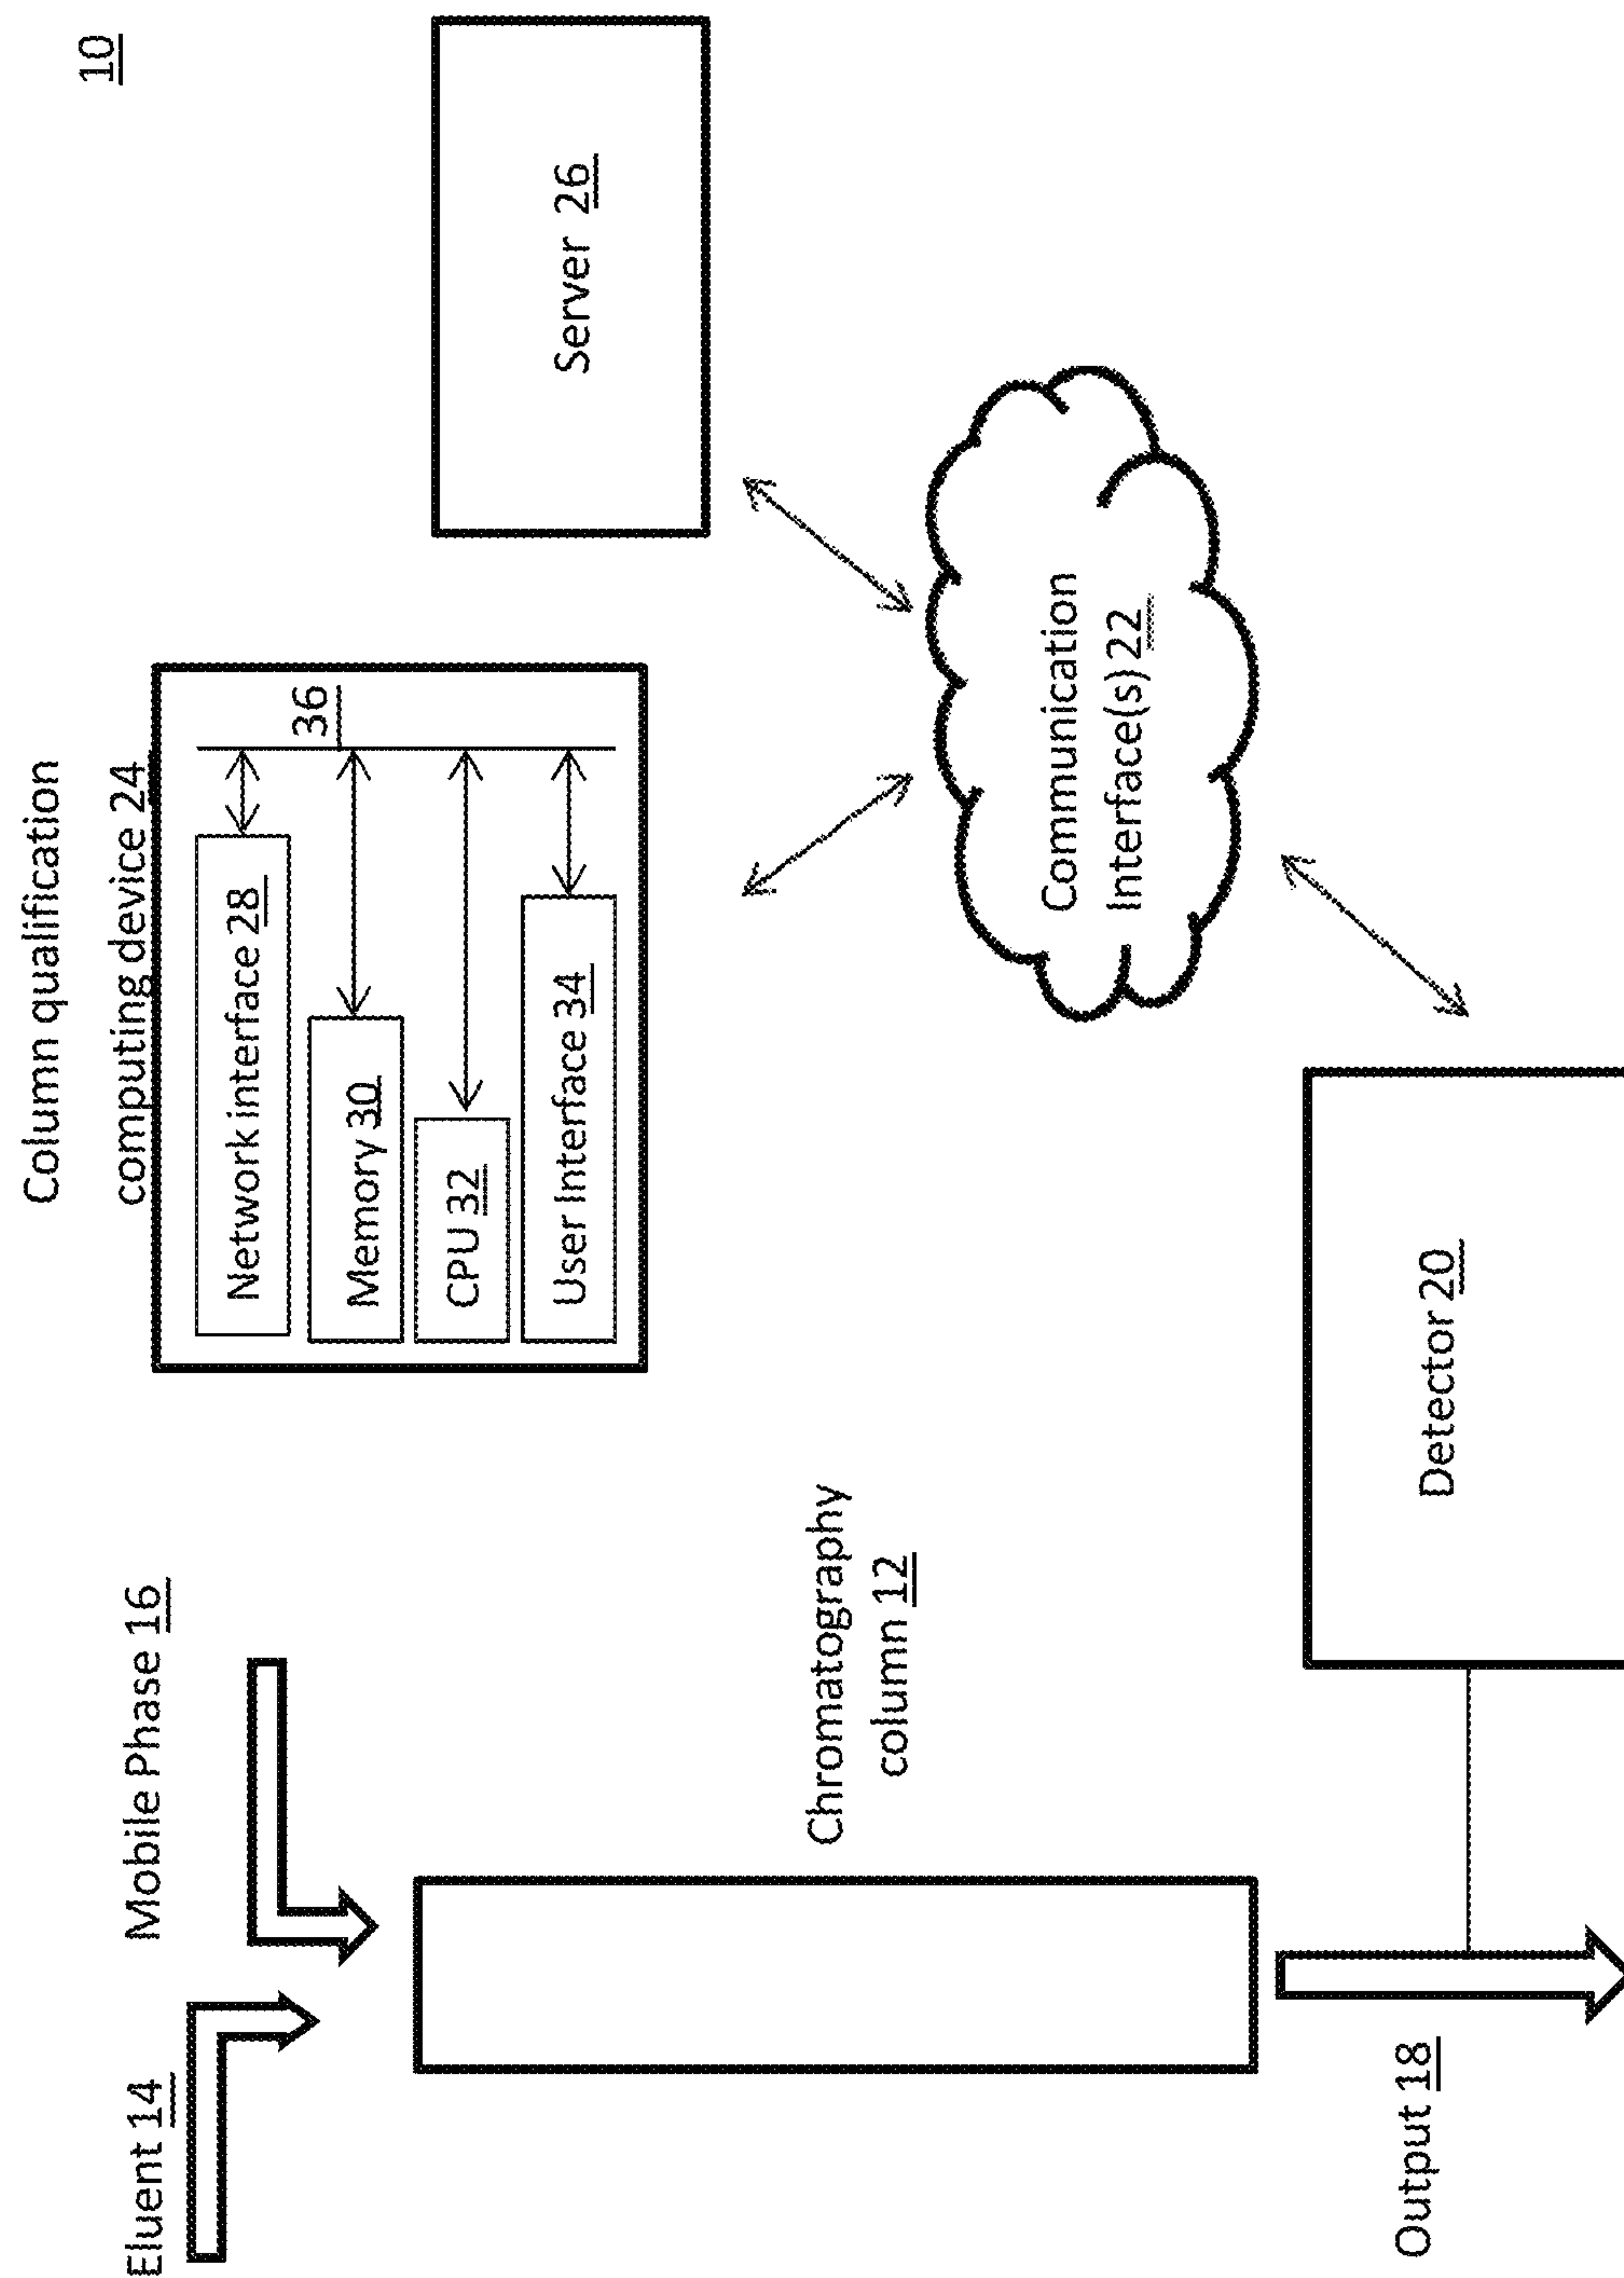 10
Eluent 14
Mobile Phase 16
Column qualification
computing device 24
Network interface 28
36
Memory 30
CPU 32
User Interface 34
Server 26
Chromatography
column 12
Communication
Interface(s) 22
Output 18
Detector 20